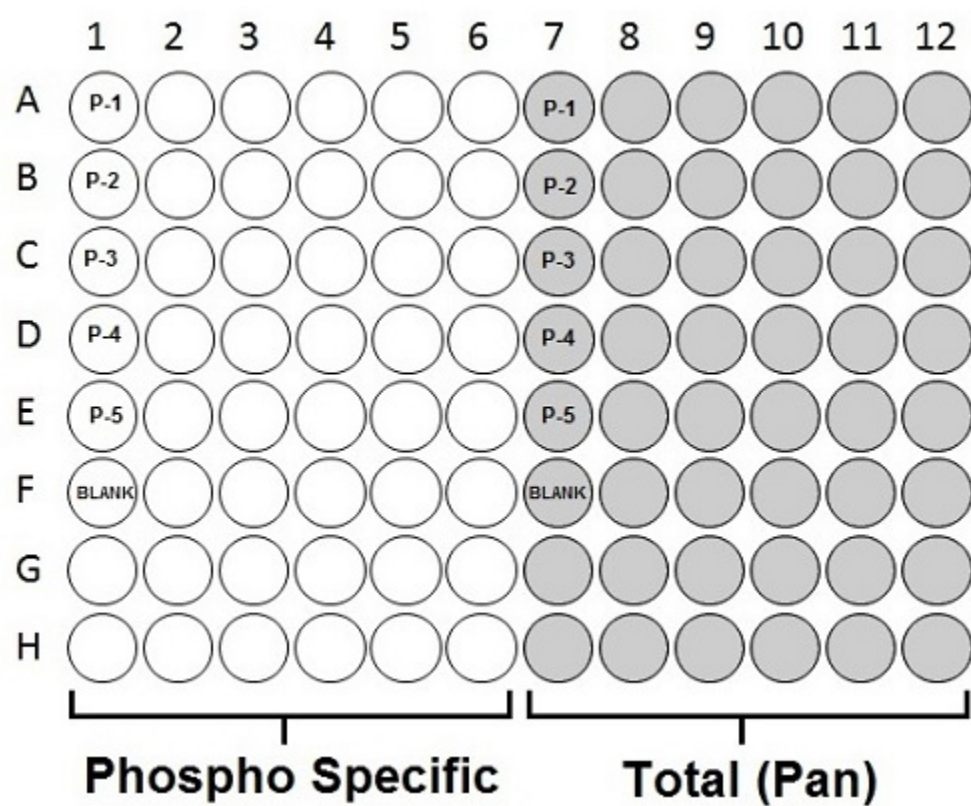 1 2 3 4 5 6 7 8 9 10 11 12
A P-1 P-1
B P-2 P-2
C P-3 P-3
D P-4 P-4
E P-5 P-5
F BLANK BLANK
G
H
Phospho Specific Total (Pan)